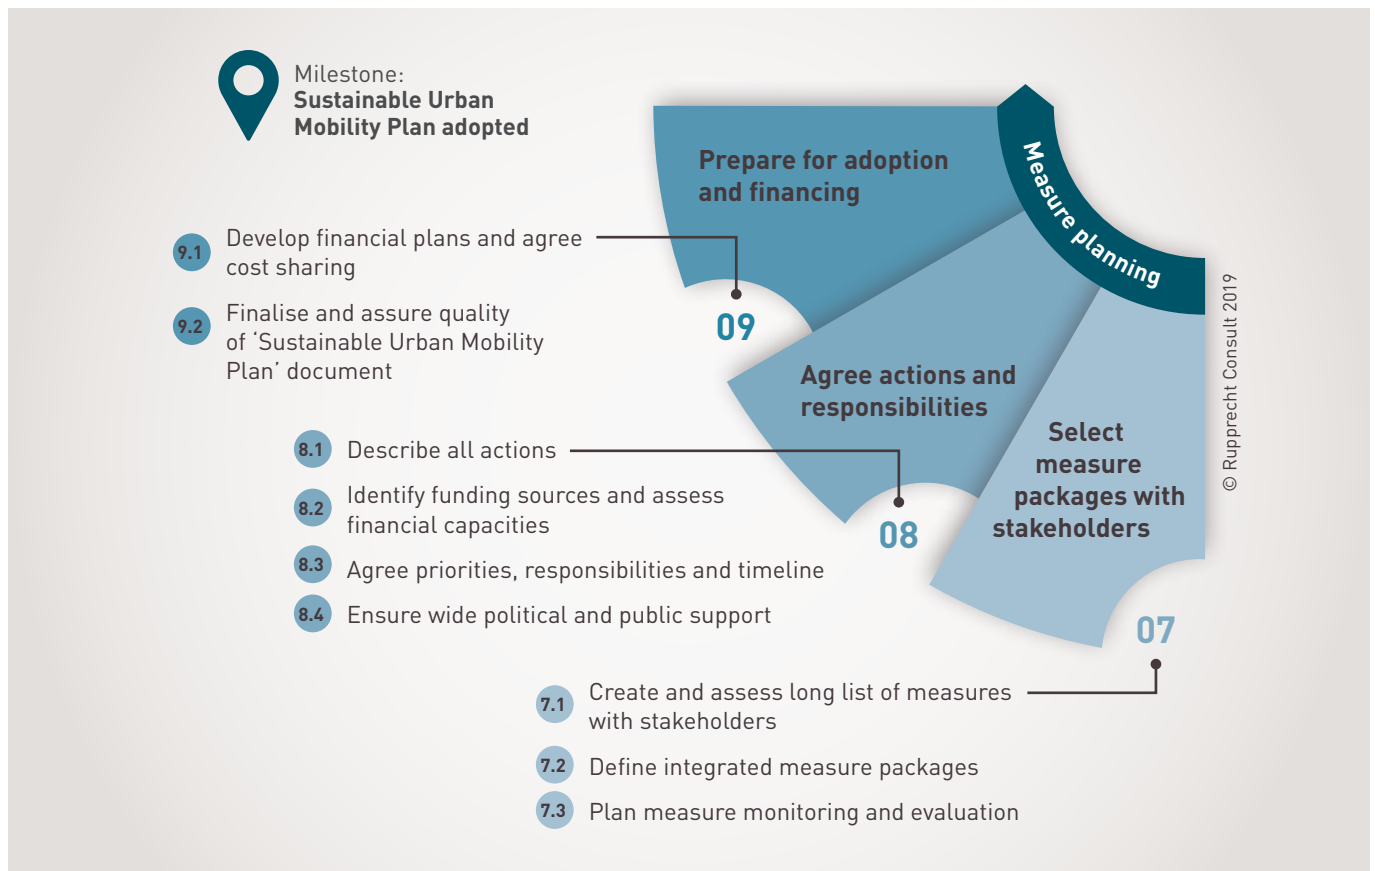 Milestone:
Sustainable Urban
Mobility Plan adopted
Measure planning
Prepare for adoption
and financing
09
9.1
Develop financial plans and agree
cost sharing
9.2
Finalise and assure quality
of ‘Sustainable Urban Mobility
Plan’ document
Agree actions and
responsibilities
08
8.1
Describe all actions
8.2
Identify funding sources and assess
financial capacities
8.3
Agree priorities, responsibilities and timeline
8.4
Ensure wide political and public support
Select
measure
packages with
stakeholders
07
7.1
Create and assess long list of measures
with stakeholders
7.2
Define integrated measure packages
7.3
Plan measure monitoring and evaluation
© Rupprecht Consult 2019